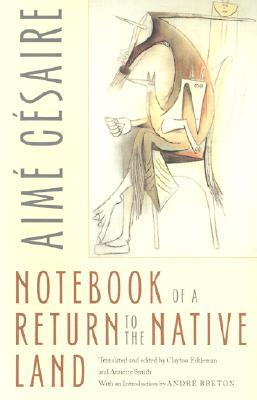 AIMÉ CÉSAIRE
NOTEBOOK OF A
RETURN TO THE NATIVE
LAND
Translated and edited by Clayton Eshleman
and Annette Smith
With an Introduction by ANDRÉ BRETON